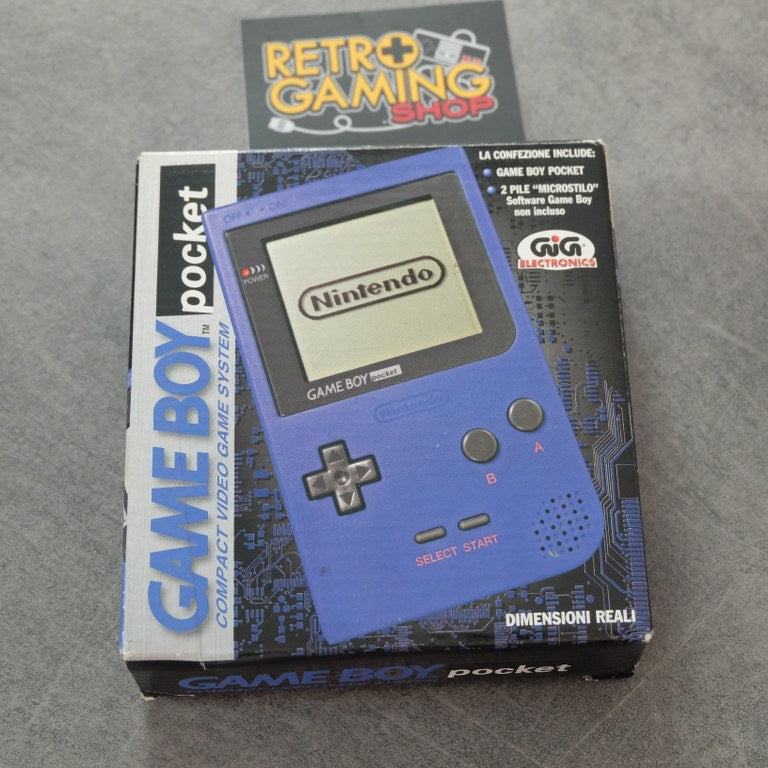 RETRO
GAMING
SHOP
LA CONFEZIONE INCLUDE:
GAME BOY POCKET
2 PILE "MICROSTILO"
Software Game Boy
non incluso
GiG
ELECTRONICS
GAME BOY pocket
TM
COMPACT VIDEO GAME SYSTEM
OFF ON
POWER
Nintendo
GAME BOY pocket
Nintendo
A
B
SELECT START
DIMENSIONI REALI
GAME BOY pocket